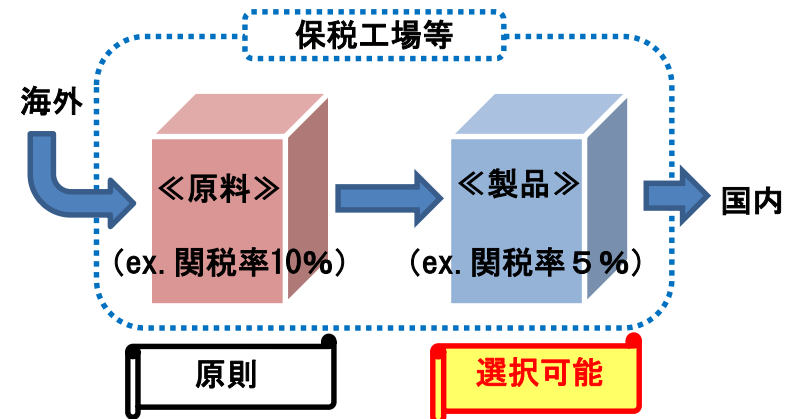 保税工場等
海外
≪原料≫
≪製品≫
国内
(ex.関税率10%)
(ex.関税率５％)
原則
選択可能